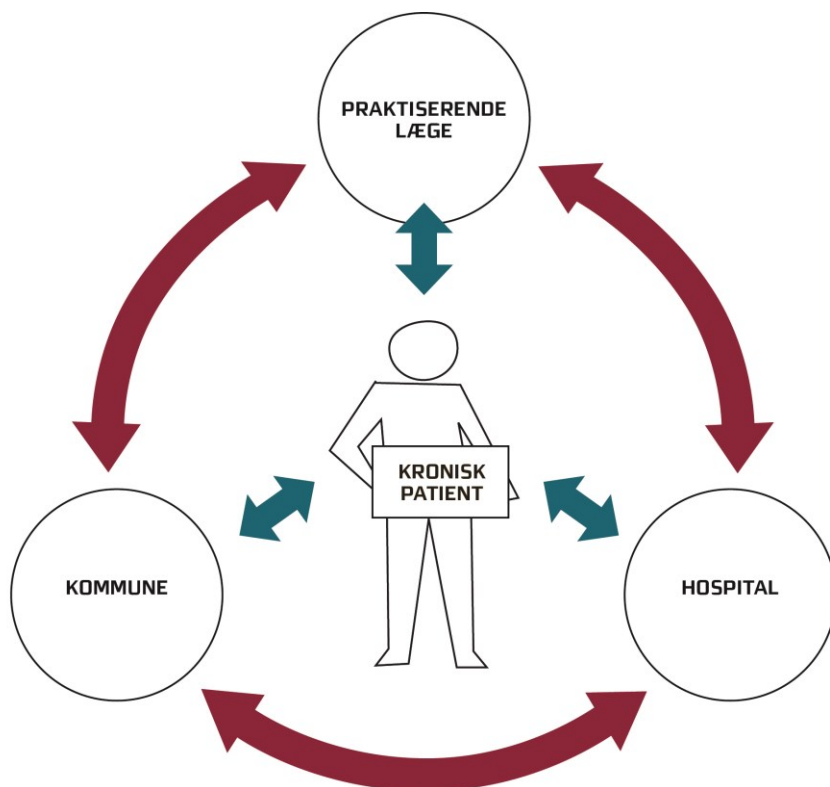 PRAKTISERENDE
LÆGE
KRONISK
PATIENT
KOMMUNE
HOSPITAL